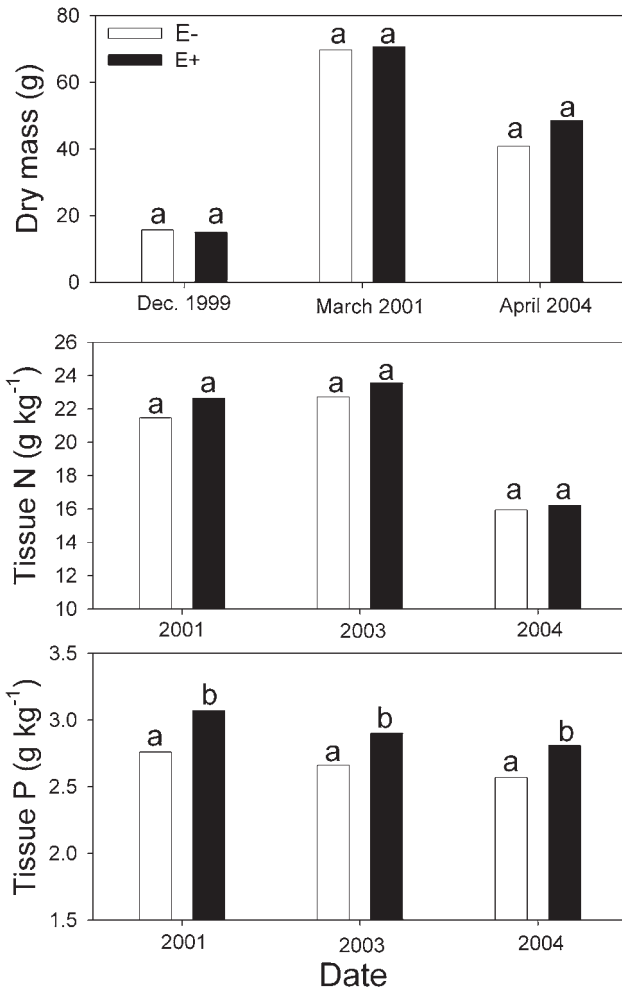 80
E-
E+
a a
60
a a
40
a a
20
0
Dry mass (g)
Dec. 1999 March 2001 April 2004
26
24
22
20
18
16
14
12
10
a a a a a a
Tissue N (g kg⁻¹)
2001 2003 2004
3.5
3.0
2.5
2.0
1.5
a b a b a b
Tissue P (g kg⁻¹)
2001 2003 2004
Date